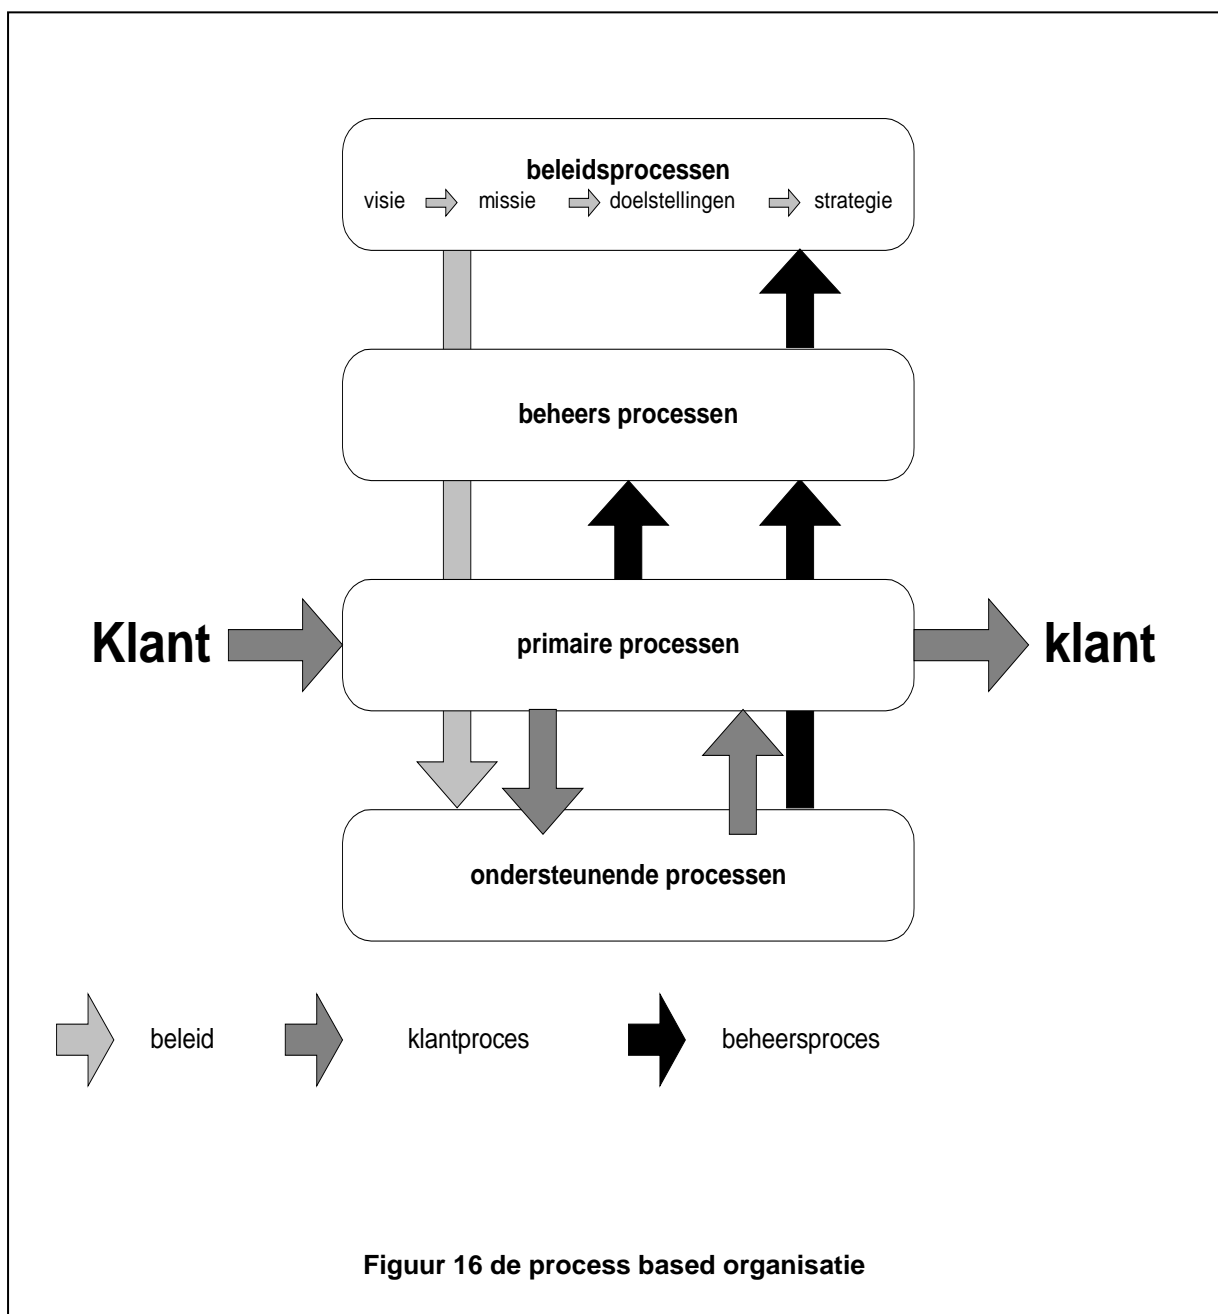 beleidsprocessen
visie missie doelstellingen strategie
beheers processen
Klant primaire processen klant
ondersteunende processen
beleid klantproces beheersproces
Figuur 16 de process based organisatie